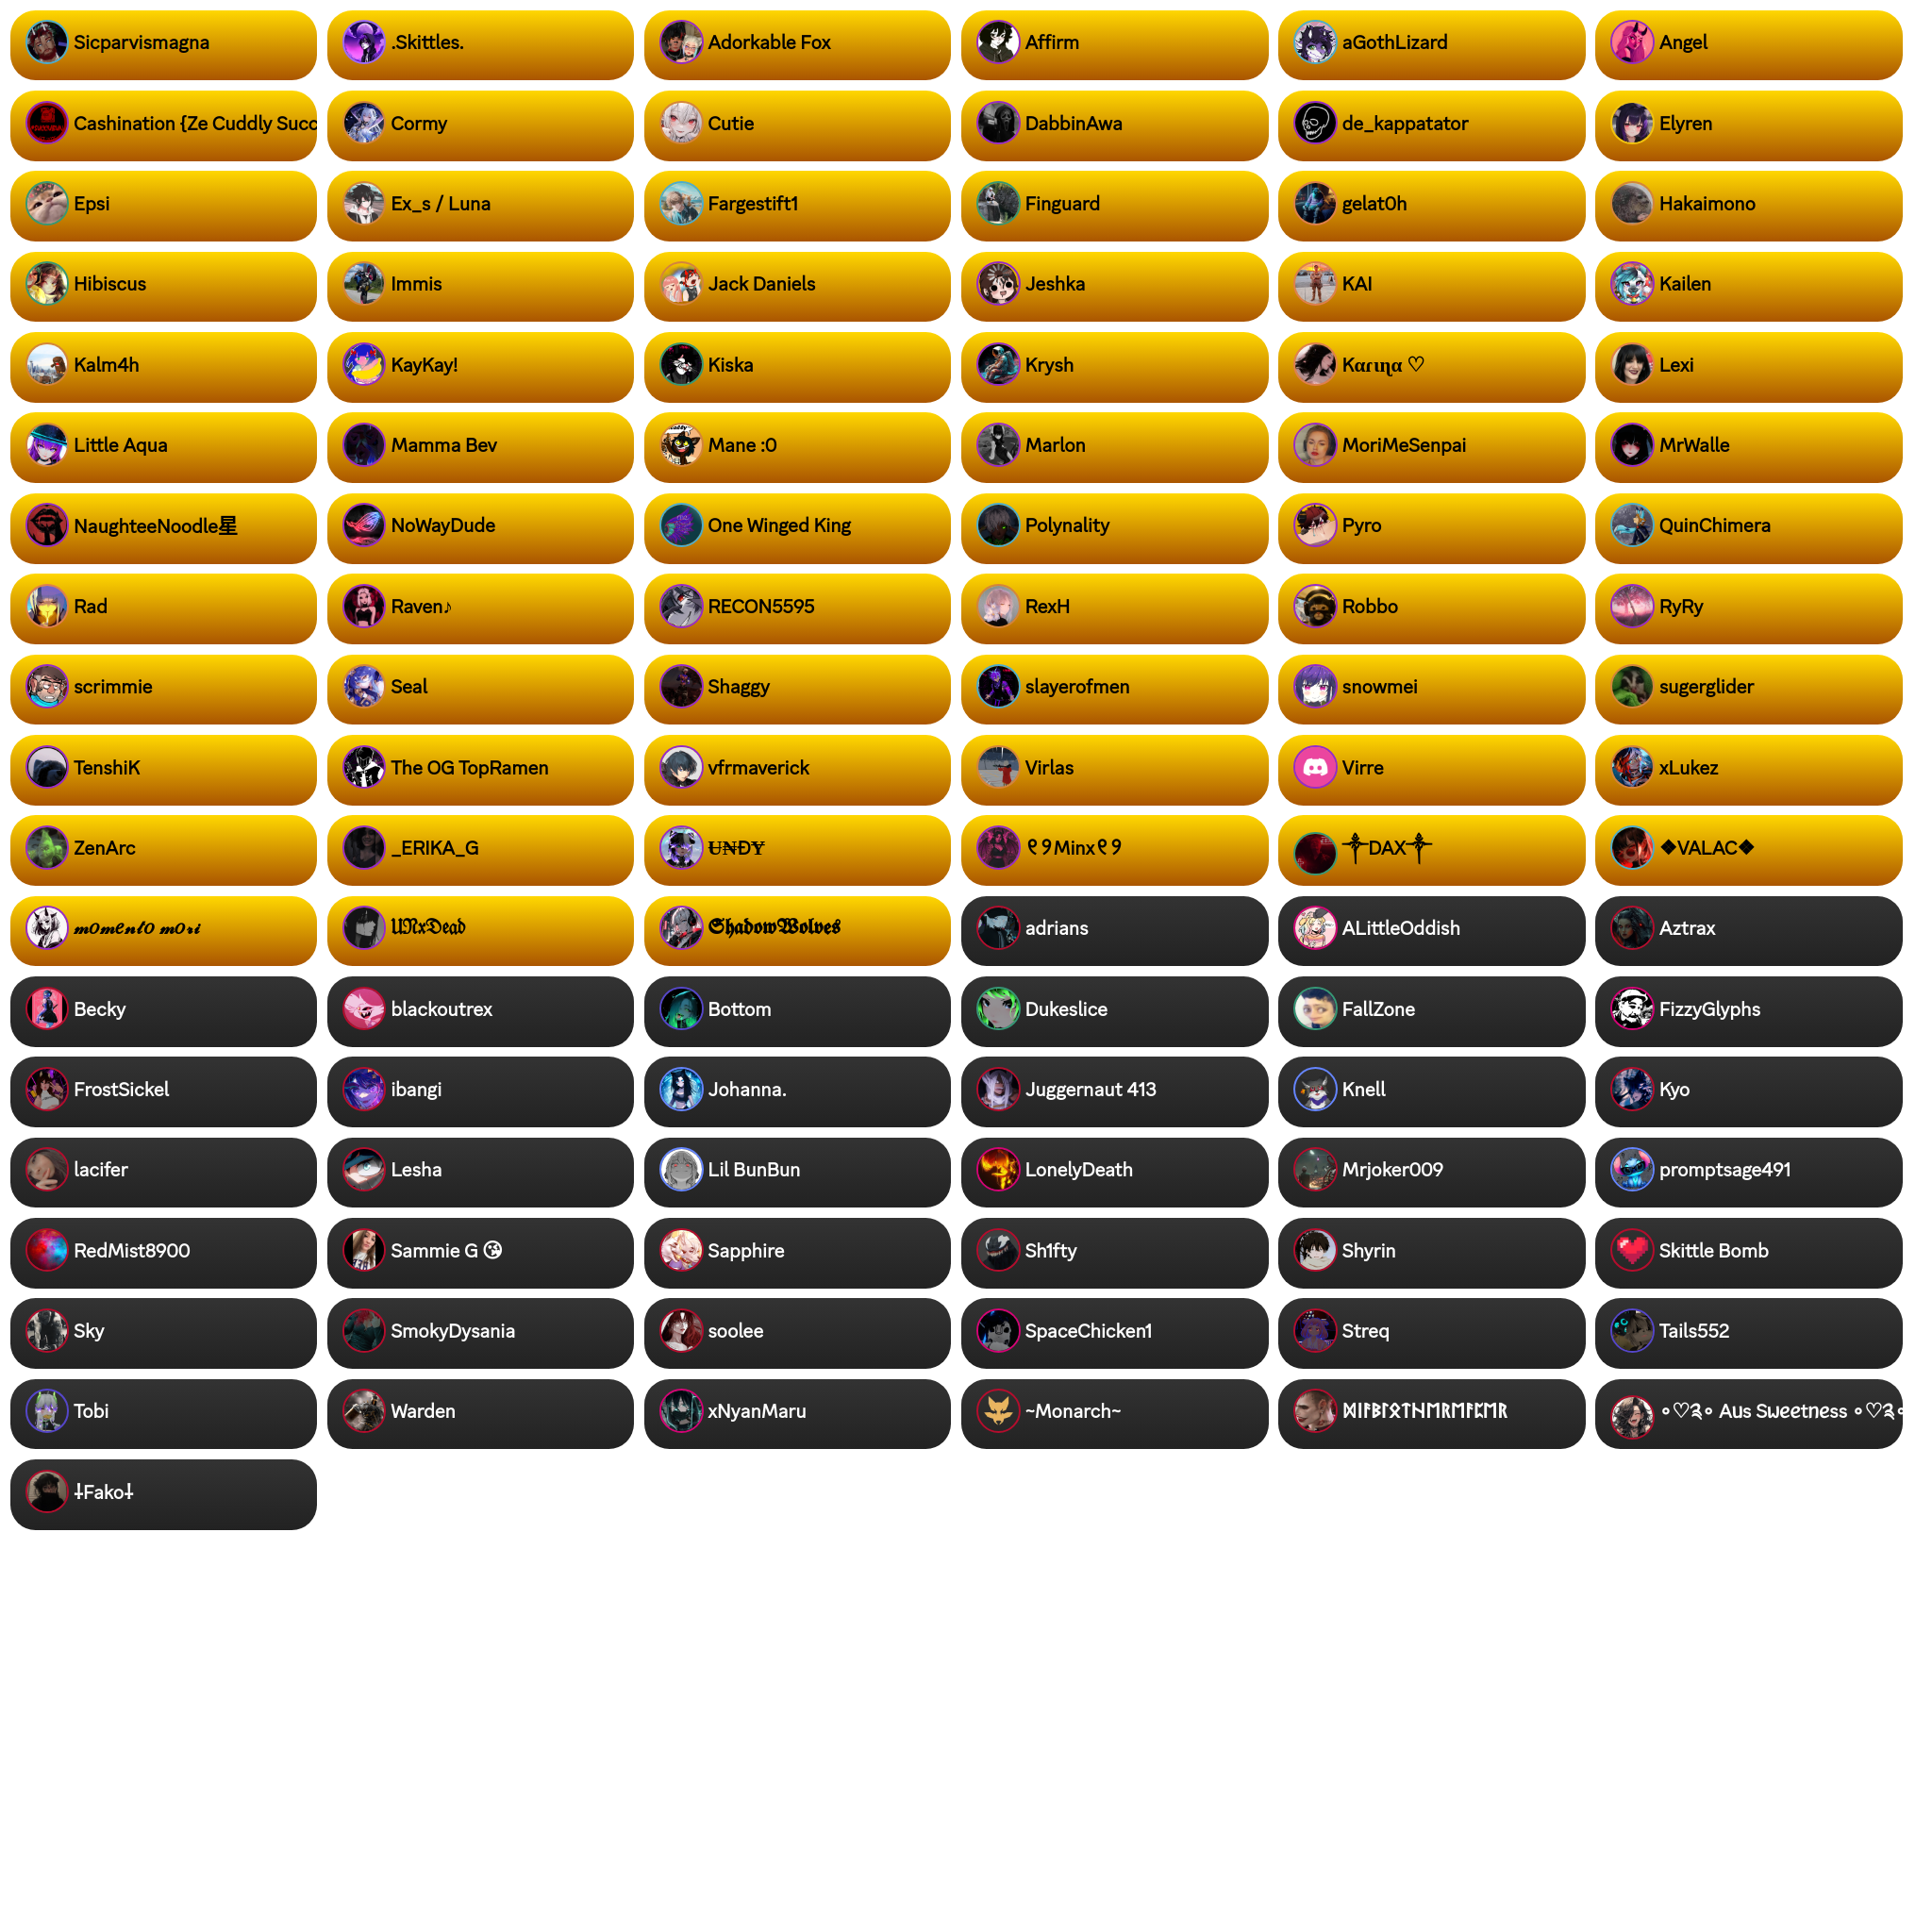 Sicparvismagna
.Skittles.
Adorkable Fox
Affirm
aGothLizard
Angel
Cashination {Ze Cuddly Succ
Cormy
Cutie
DabbinAwa
de_kappatator
Elyren
Epsi
Ex_s / Luna
Fargestift1
Finguard
gelat0h
Hakaimono
Hibiscus
Immis
Jack Daniels
Jeshka
KAI
Kailen
Kalm4h
KayKay!
Kiska
Krysh
Kαɾιɳα ♡
Lexi
Little Aqua
Mamma Bev
Mane :0
Marlon
MoriMeSenpai
MrWalle
NaughteeNoodle星
NoWayDude
One Winged King
Polynality
Pyro
QuinChimera
Rad
Raven♪
RECON5595
RexH
Robbo
RyRy
scrimmie
Seal
Shaggy
slayerofmen
snowmei
sugerglider
TenshiK
The OG TopRamen
vfrmaverick
Virlas
Virre
xLukez
ZenArc
_ERIKA_G
Ʉ₦ĐɎ
୧୨Minx୧୨
⸸DAX⸸
❖VALAC❖
𝓶𝓸𝓶𝓮𝓷𝓽𝓸 𝓶𝓸𝓻𝓲
𝖀𝕹𝖝𝕯𝖊𝖆𝖉
𝕾𝖍𝖆𝖉𝖔𝖜𝖂𝖔𝖑𝖛𝖊𝖘
adrians
ALittleOddish
Aztrax
Becky
blackoutrex
Bottom
Dukeslice
FallZone
FizzyGlyphs
FrostSickel
ibangi
Johanna.
Juggernaut 413
Knell
Kyo
lacifer
Lesha
Lil BunBun
LonelyDeath
Mrjoker009
promptsage491
RedMist8900
Sammie G 😘
Sapphire
Sh1fty
Shyrin
Skittle Bomb
Sky
SmokyDysania
soolee
SpaceChicken1
Streq
Tails552
Tobi
Warden
xNyanMaru
~Monarch~
∘♡༉∘ Aus Sweetness ∘♡༉∘
⸸Fako⸸